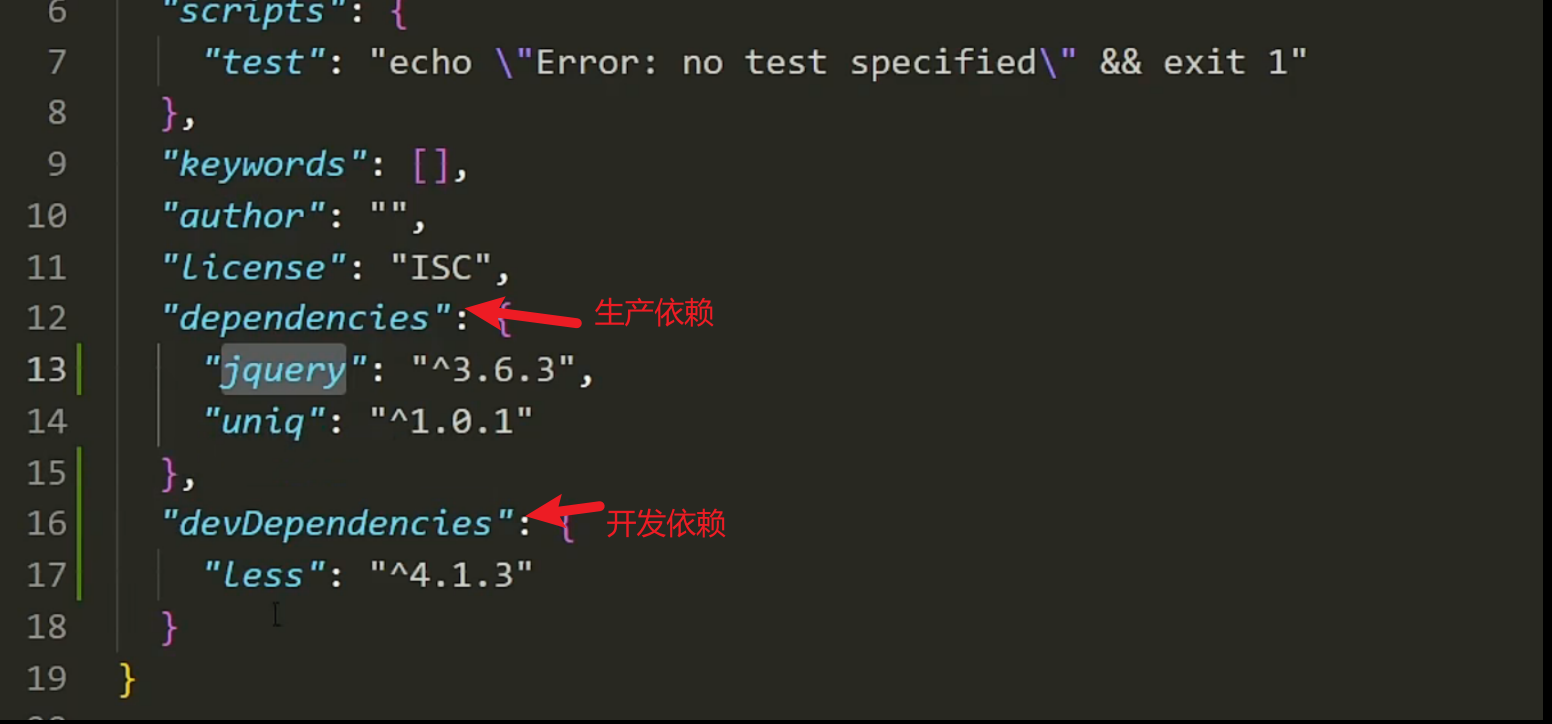 6 "scripts": {
7 "test": "echo \"Error: no test specified\" && exit 1"
8 },
9 "keywords": [],
10 "author": "",
11 "license": "ISC",
12 "dependencies": { 生产依赖
13 "jquery": "^3.6.3",
14 "uniq": "^1.0.1"
15 },
16 "devDependencies": { 开发依赖
17 "less": "^4.1.3"
18 }
19 }